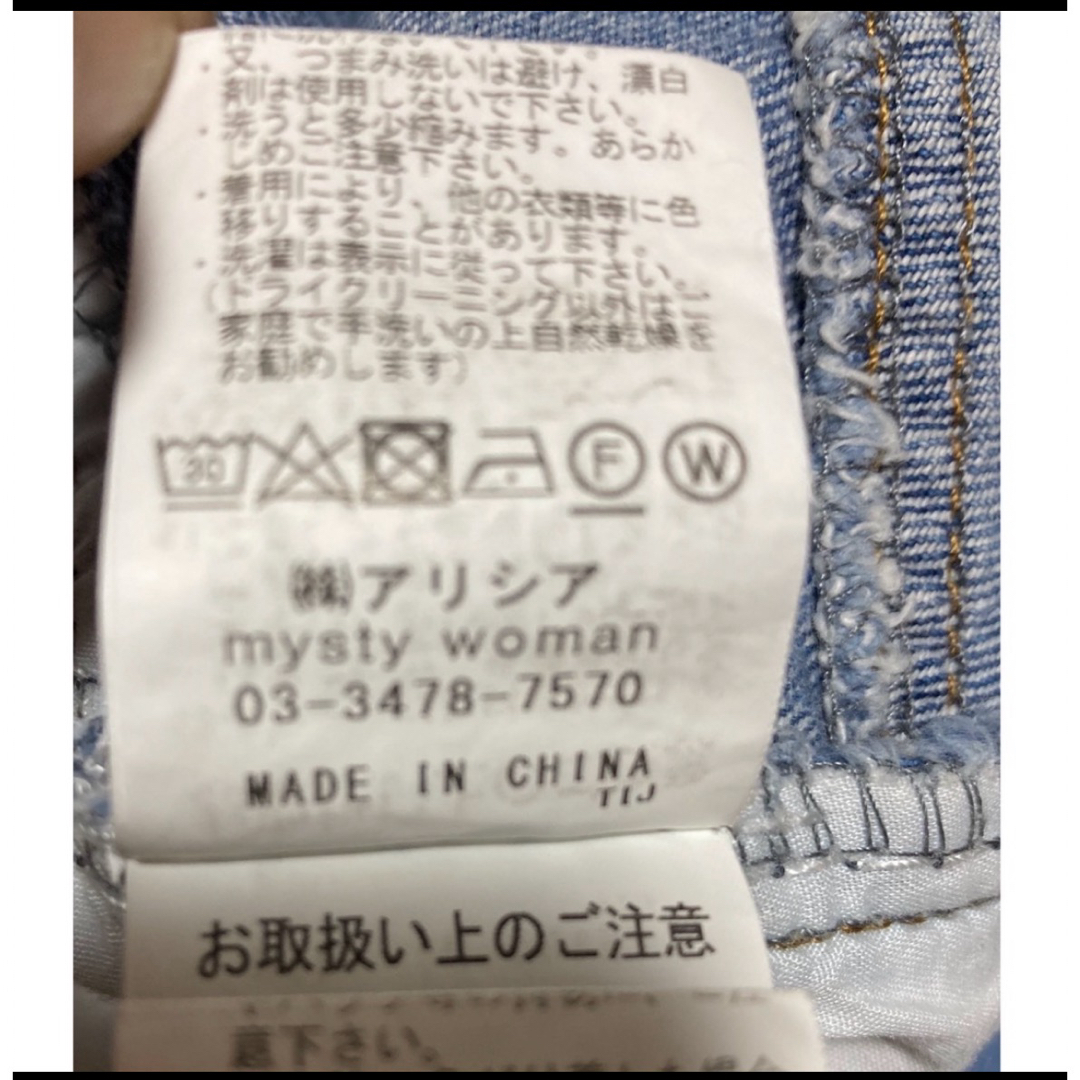 ・又、つまみ洗いは避け、漂白
剤は使用しないで下さい。
・洗うと多少縮みます。あらか
じめご注意下さい。
・着用により、他の衣類等に色
移りすることがあります。
・洗濯は表示に従って下さい。
(ドライクリーニング以外はご
家庭で手洗いの上自然乾燥を
お勧めします)
30
F
W
㈱アリシア
mysty woman
03-3478-7570
MADE IN CHINA
TIJ
お取扱い上のご注意
意下さい。